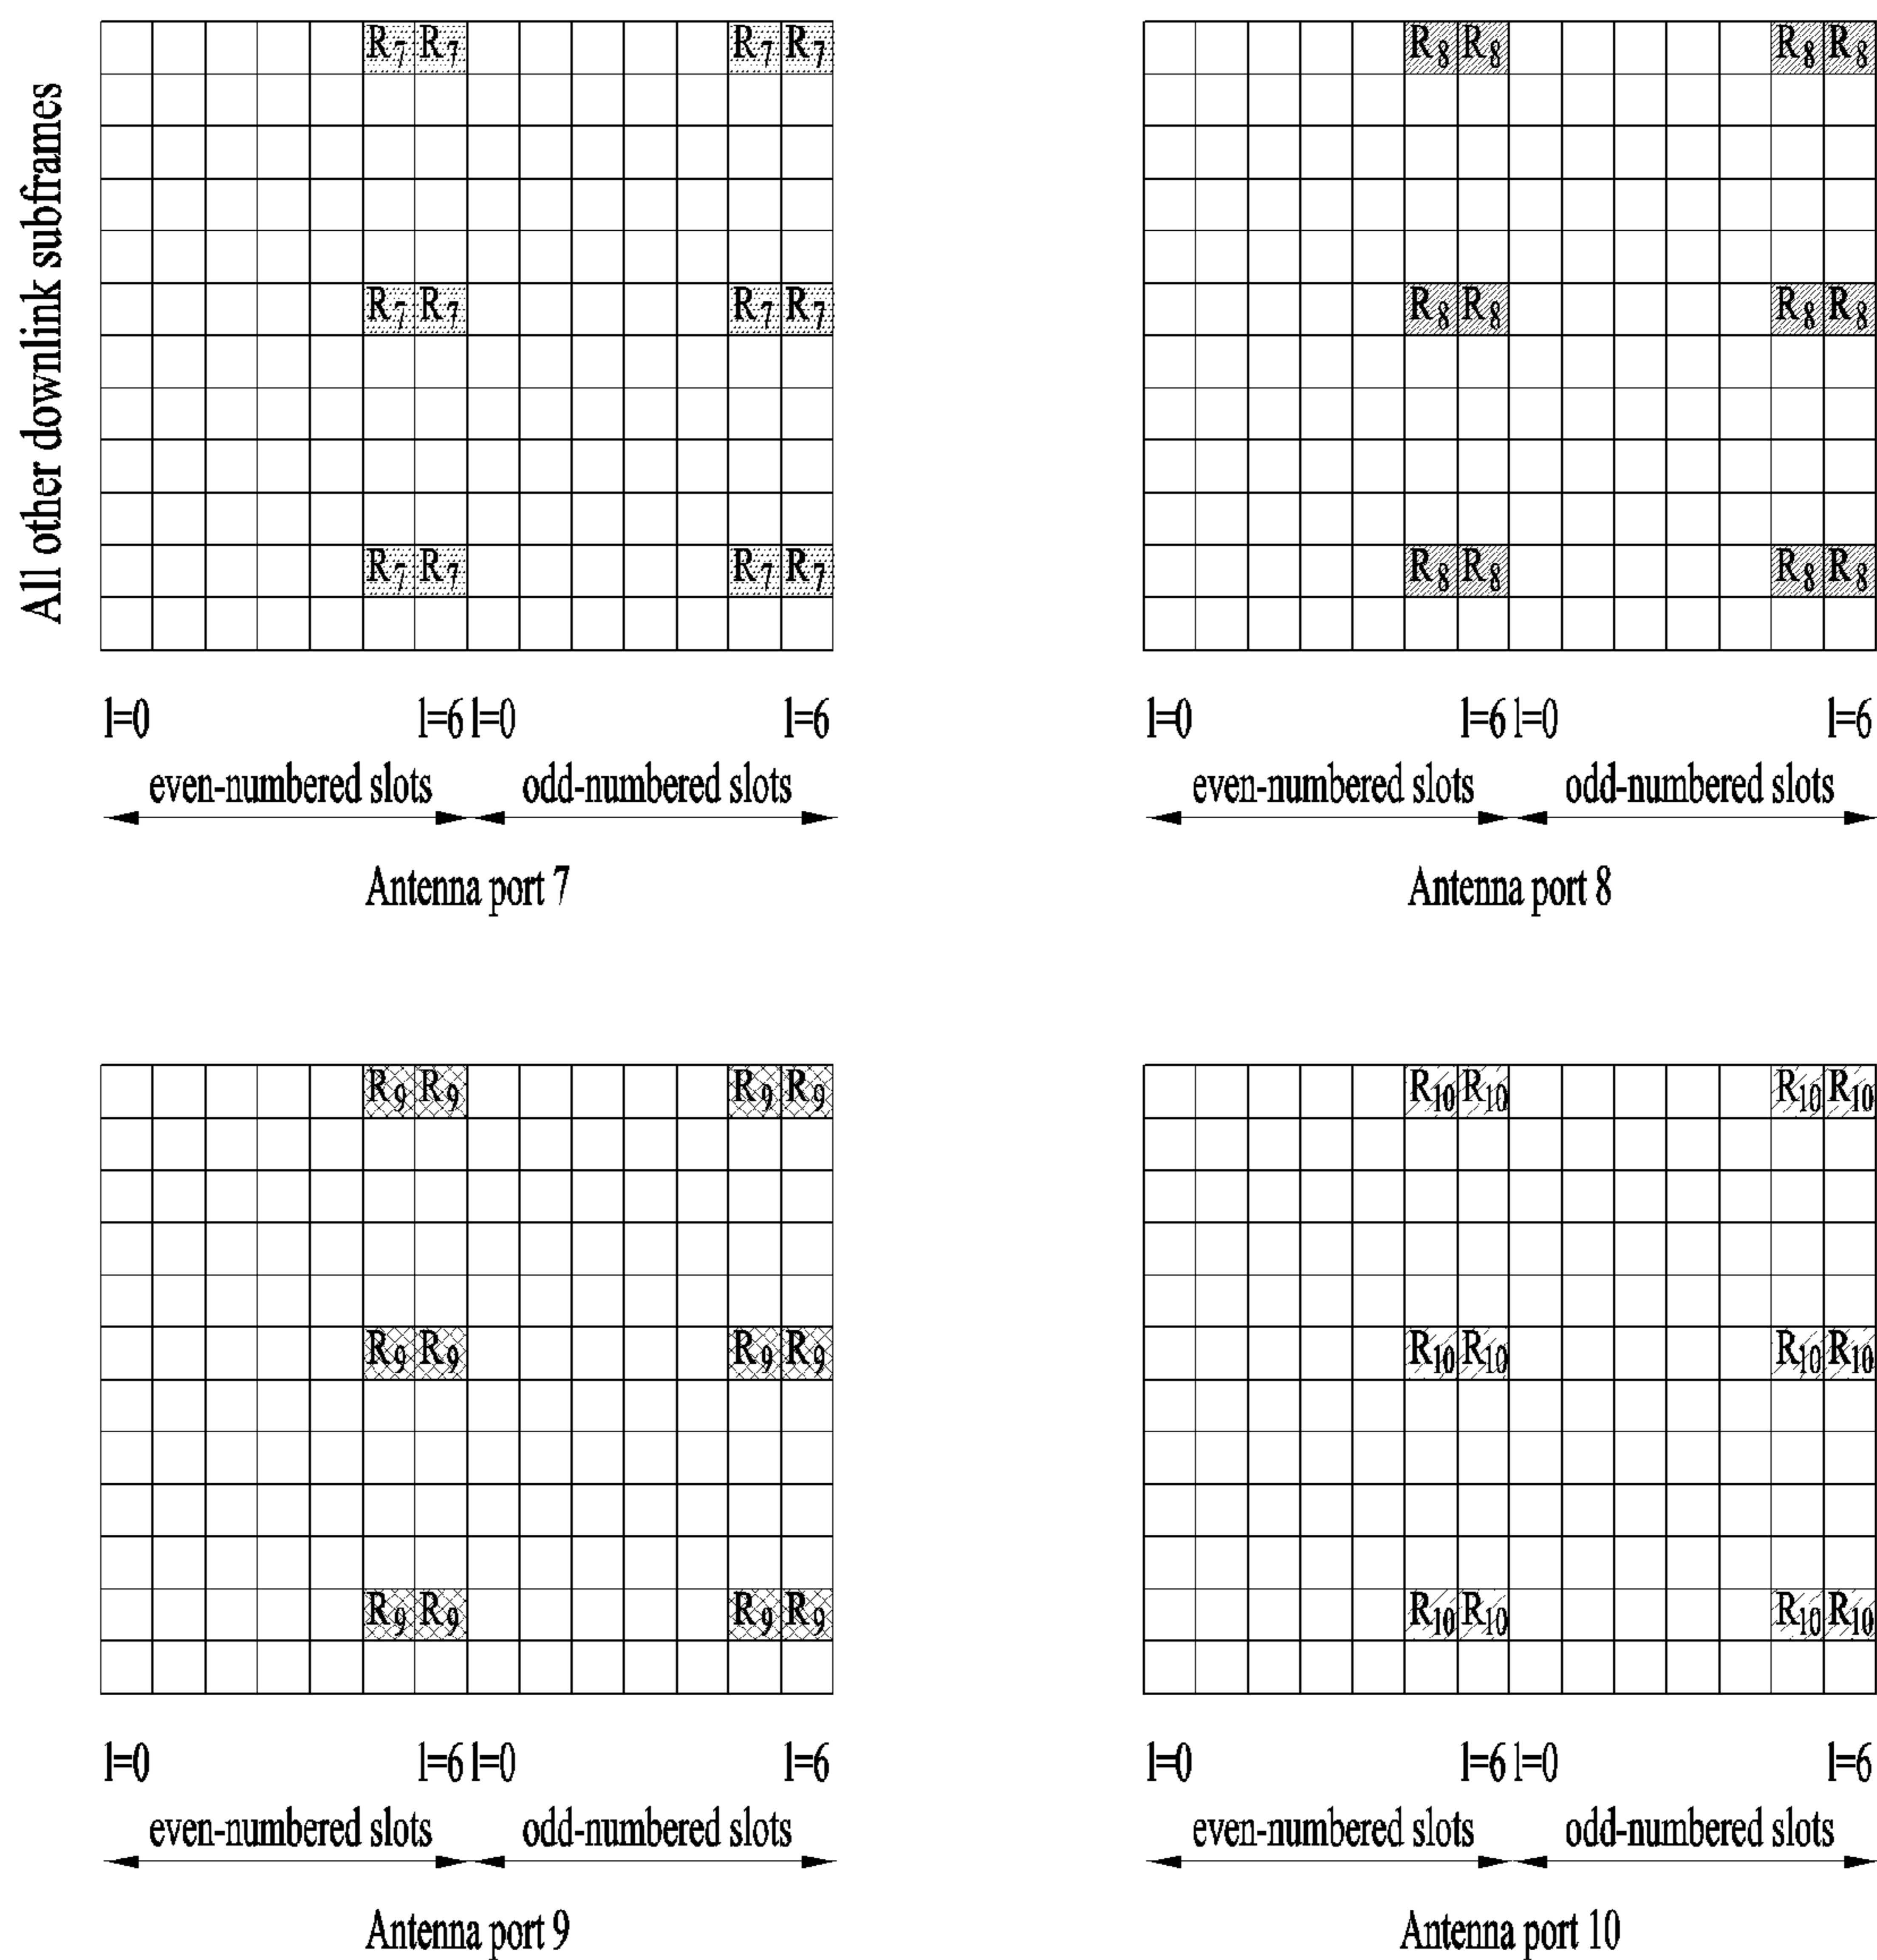 All other downlink subframes
R7 R7 R7 R7 R8 R8 R8 R8
R7 R7 R7 R7 R8 R8 R8 R8
R7 R7 R7 R7 R8 R8 R8 R8
l=0 l=6 l=0 l=6 l=0 l=6 l=0 l=6
even-numbered slots odd-numbered slots even-numbered slots odd-numbered slots
Antenna port 7 Antenna port 8
R9 R9 R9 R9 R10 R10 R10 R10
R9 R9 R9 R9 R10 R10 R10 R10
R9 R9 R9 R9 R10 R10 R10 R10
l=0 l=6 l=0 l=6 l=0 l=6 l=0 l=6
even-numbered slots odd-numbered slots even-numbered slots odd-numbered slots
Antenna port 9 Antenna port 10